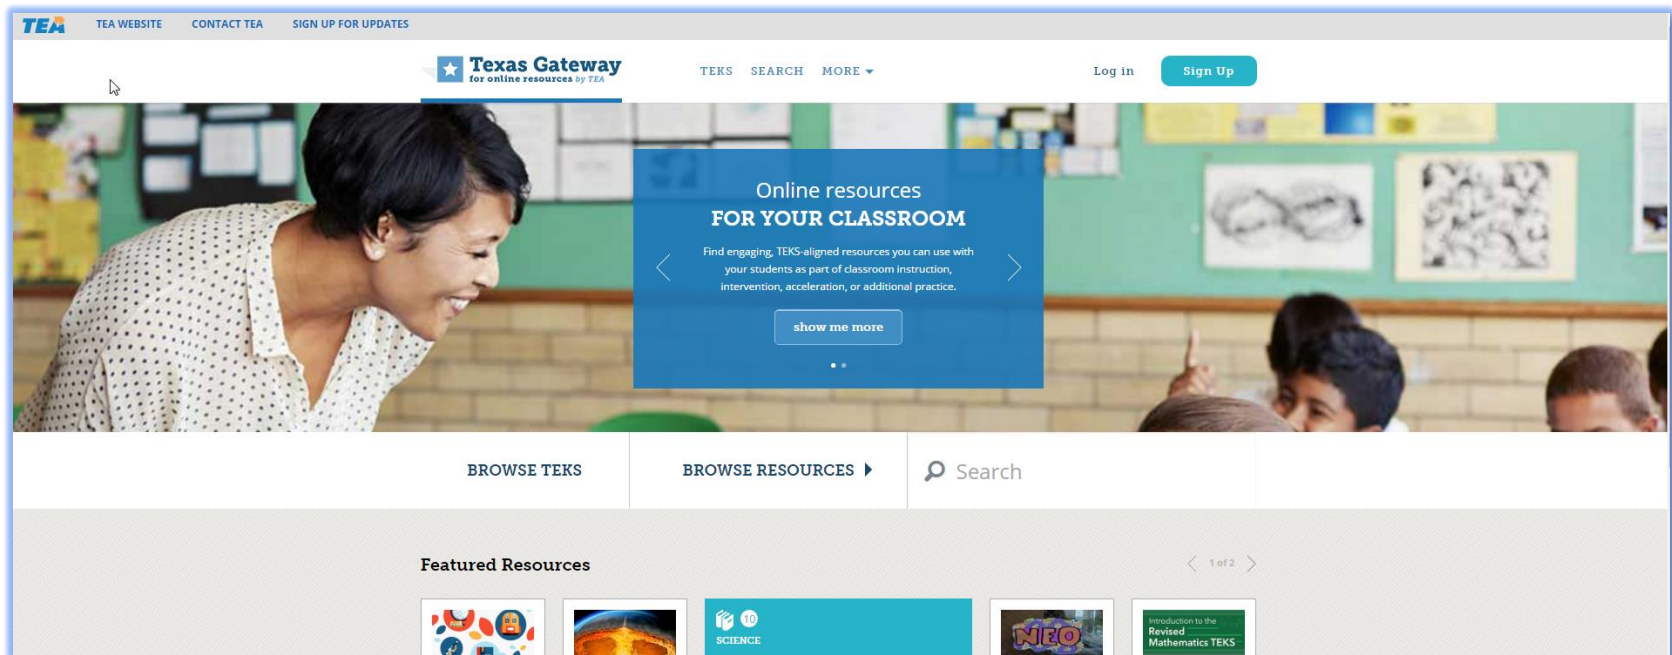 TEA
TEA WEBSITE
CONTACT TEA
SIGN UP FOR UPDATES
Texas Gateway
for online resources by TEA
TEKS
SEARCH
MORE
Log in
Sign Up
Online resources
FOR YOUR CLASSROOM
Find engaging, TEKS-aligned resources you can use with
your students as part of classroom instruction,
intervention, acceleration, or additional practice.
show me more
BROWSE TEKS
BROWSE RESOURCES
Search
Featured Resources
1 of 2
10
SCIENCE
NEO
Introduction to the
Revised
Mathematics TEKS